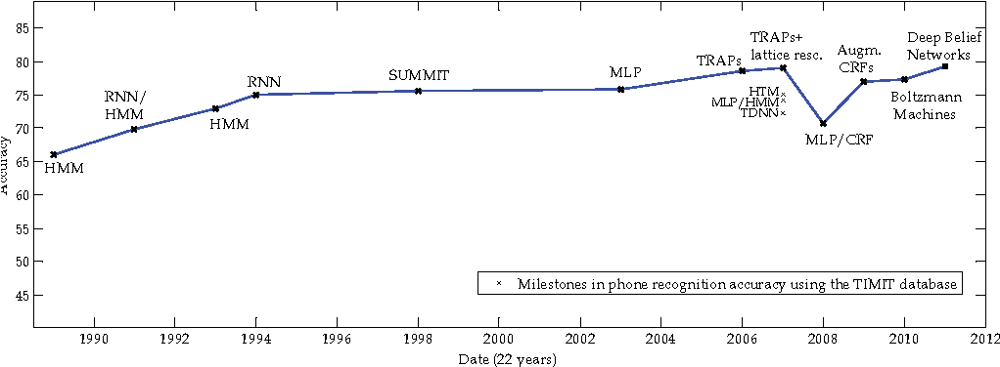 85
80
75
70
65
60
55
50
45
Accuracy
HMM
RNN/
HMM
HMM
RNN
SUMMIT
MLP
TRAPs
TRAPs+
lattice resc.
HTM
MLP/HMM
TDNN
MLP/CRF
Augm.
CRFs
Boltzmann
Machines
Deep Belief
Networks
Milestones in phone recognition accuracy using the TIMIT database
1990 1992 1994 1996 1998 2000 2002 2004 2006 2008 2010 2012
Date (22 years)